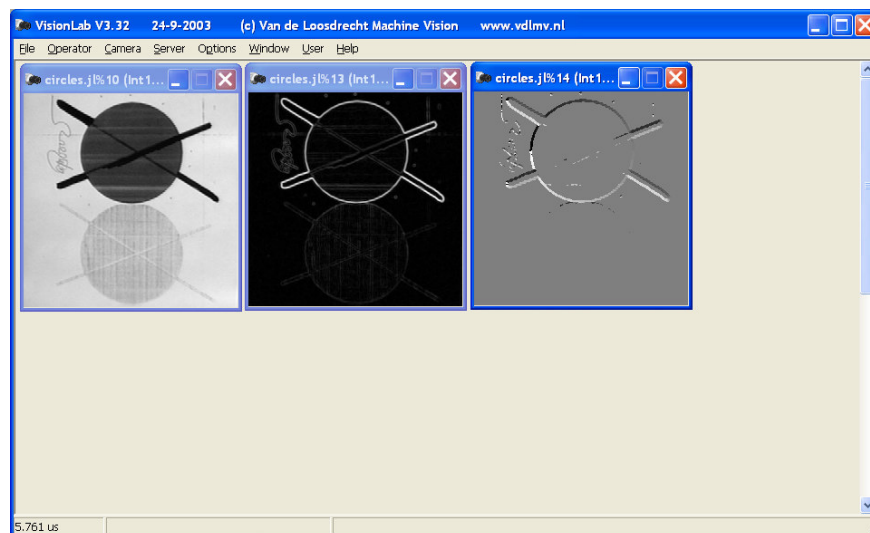 VisionLab V3.32 24-9-2003 (c) Van de Loosdrecht Machine Vision www.vdlmv.nl
File Operator Camera Server Options Window User Help
circles.jl%10 (Int1... circles.jl%13 (Int1... circles.jl%14 (Int1...
5.761 us